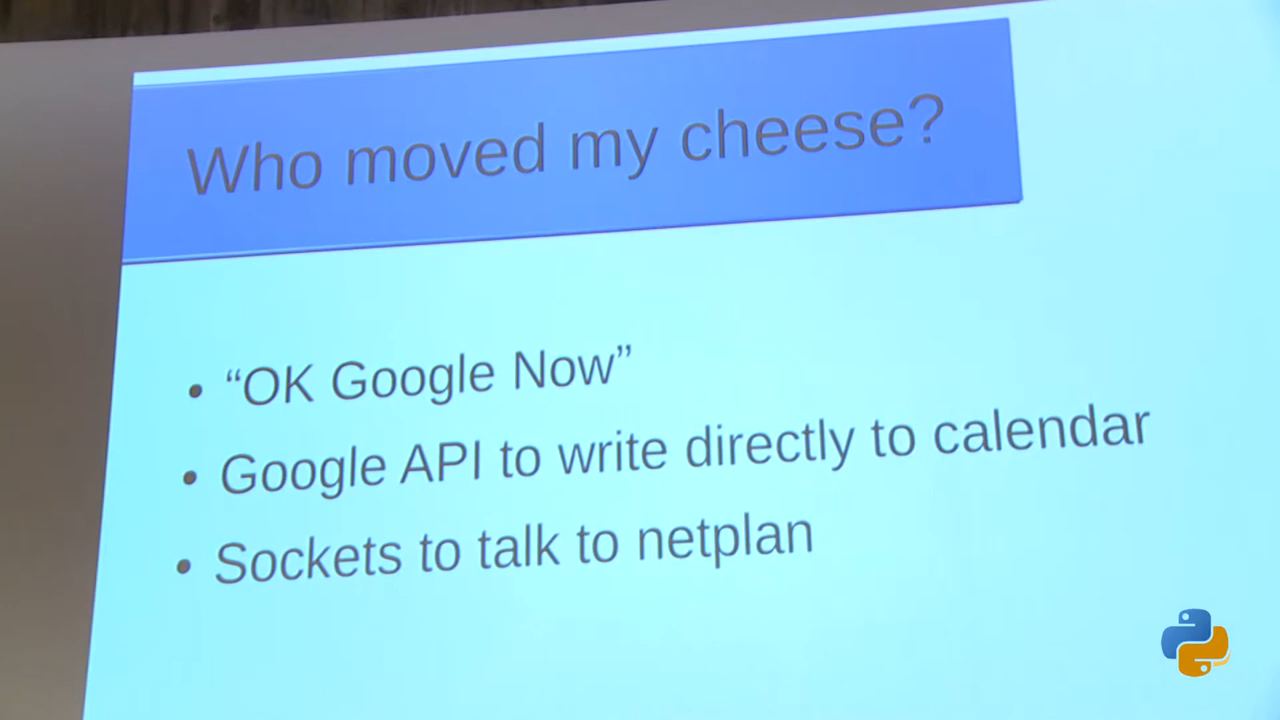 Who moved my cheese?
• “OK Google Now”
• Google API to write directly to calendar
• Sockets to talk to netplan